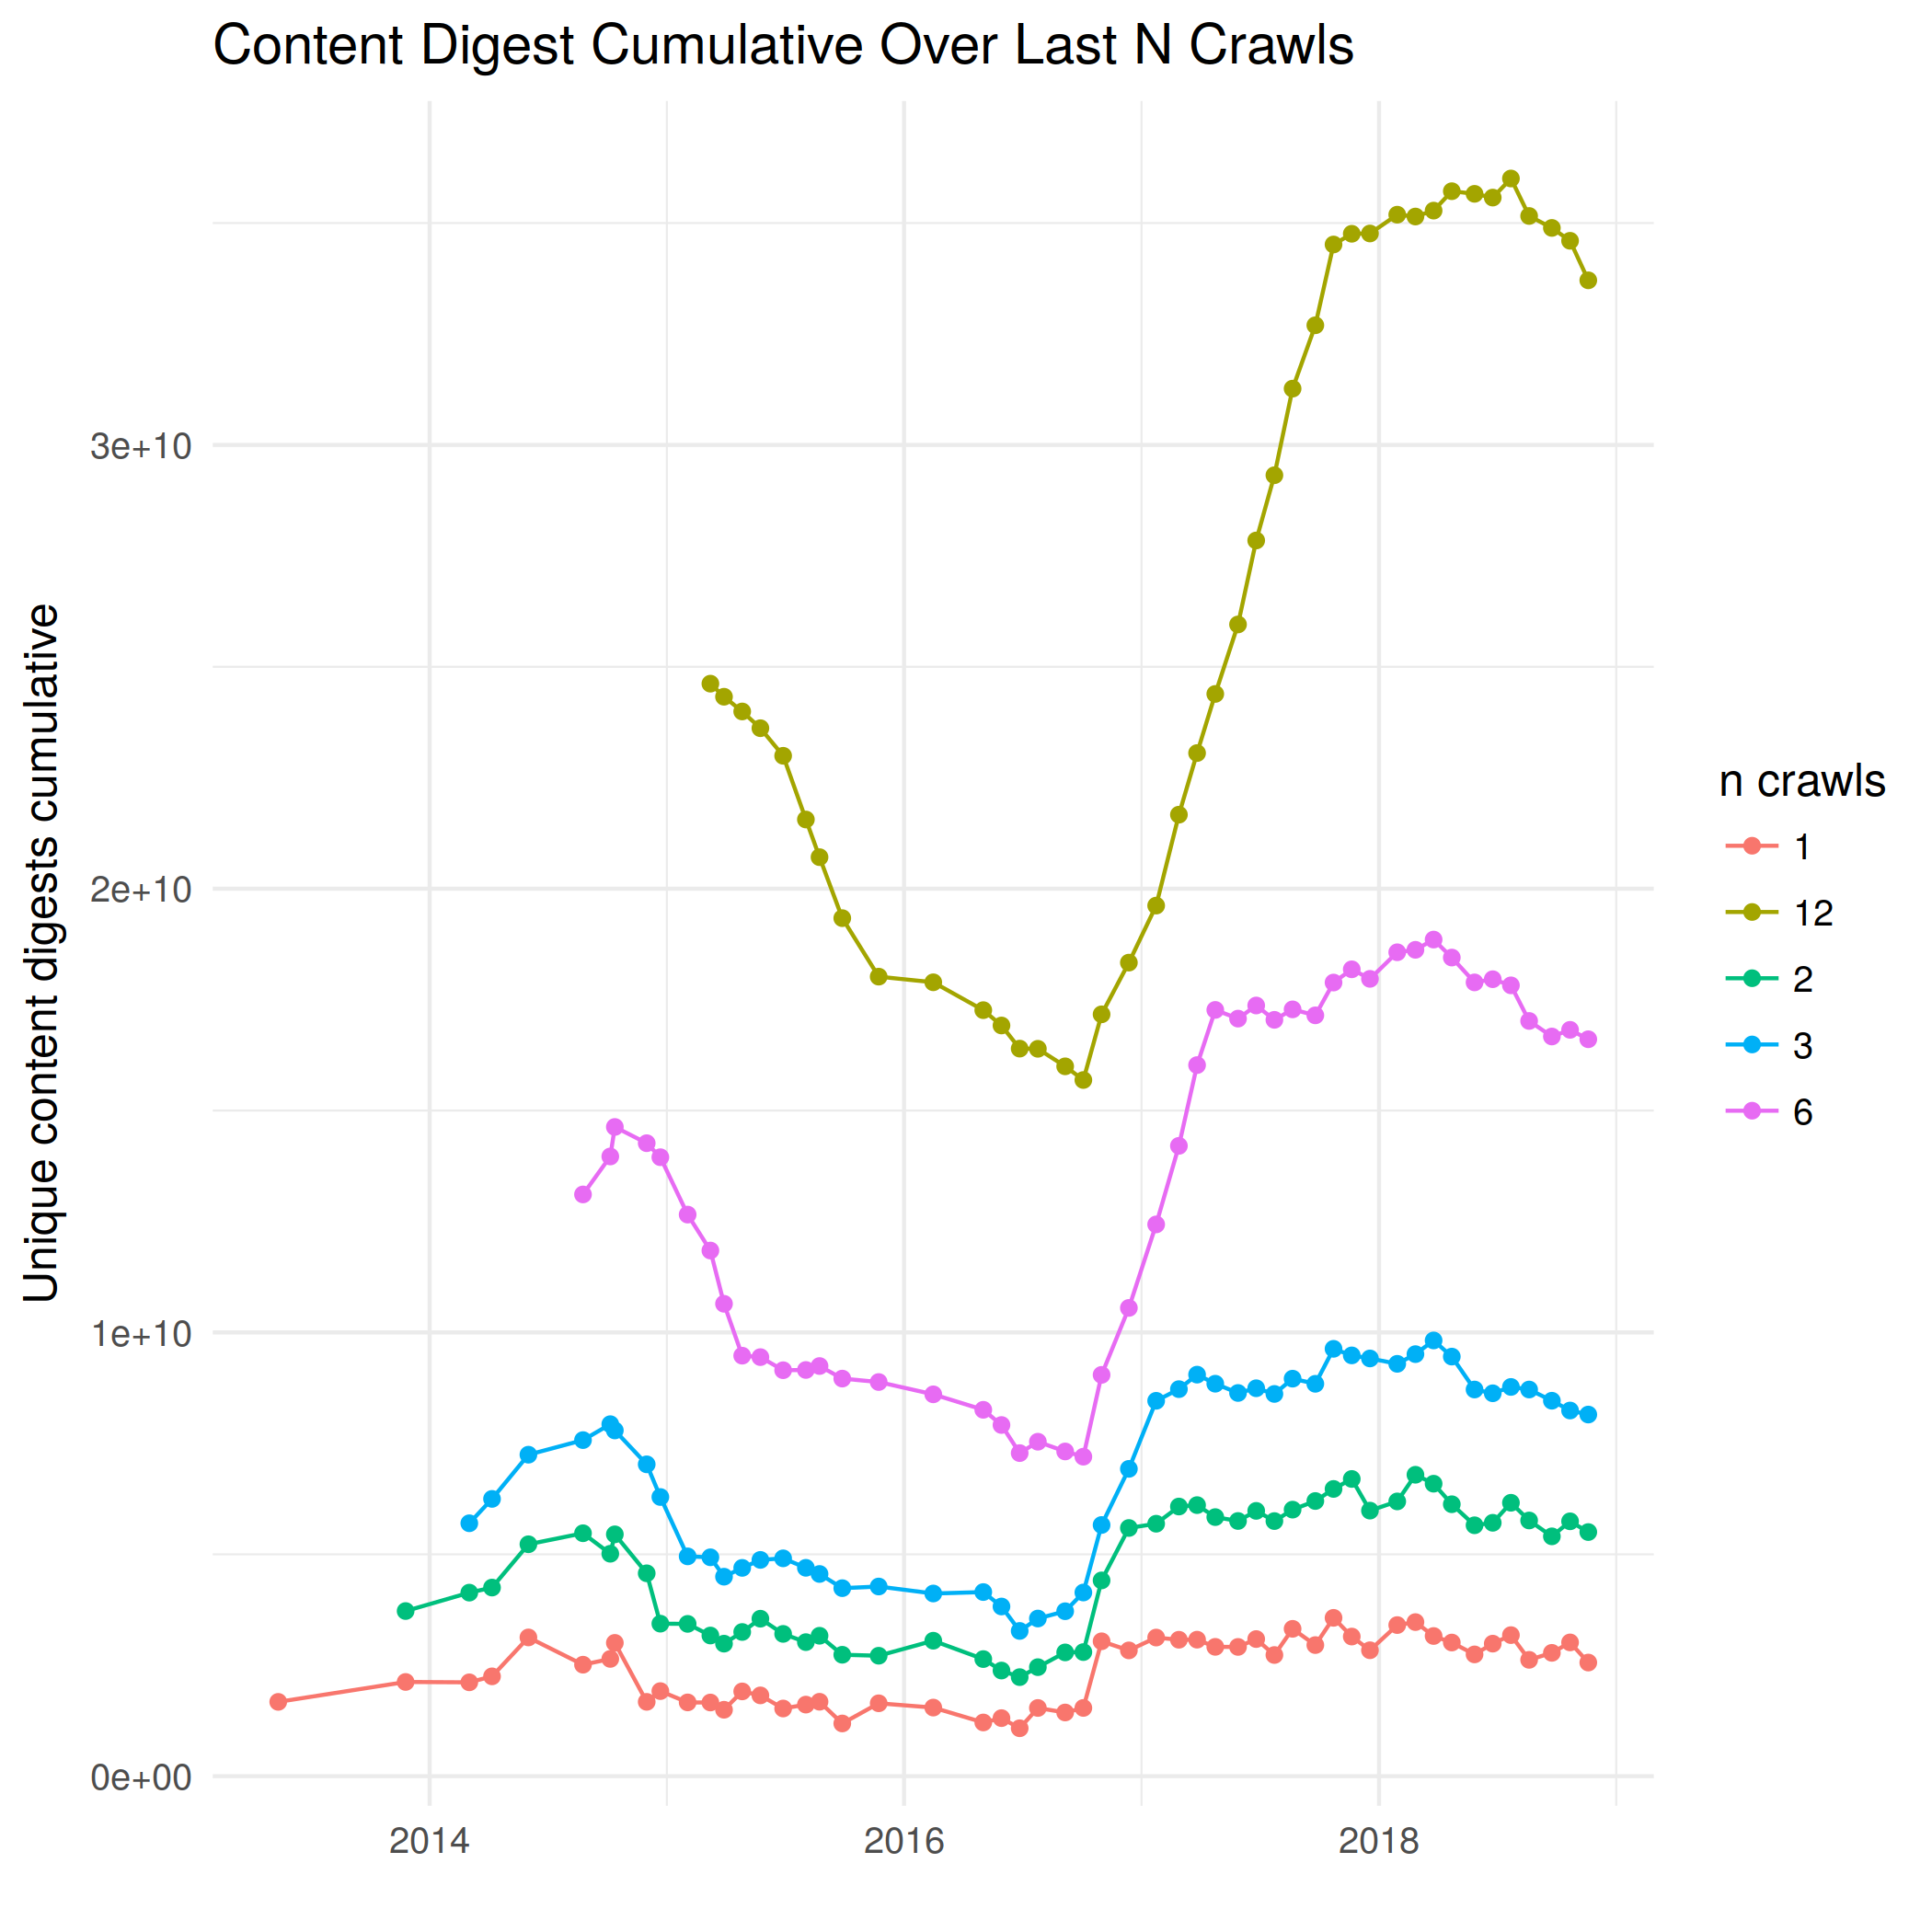 Content Digest Cumulative Over Last N Crawls
Unique content digests cumulative
3e+10
2e+10
1e+10
0e+00
2014
2016
2018
n crawls
1
12
2
3
6